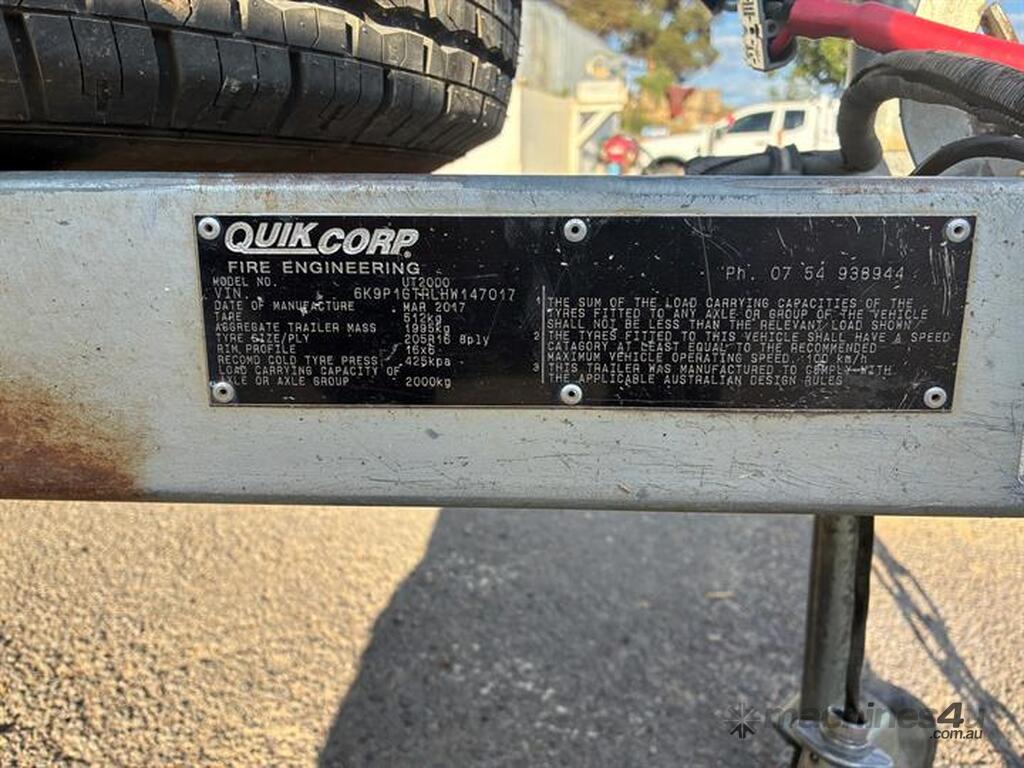 QUIK CORP.
FIRE ENGINEERING
MODEL NO. UT2000
VIN. 6K9P16TRLHW147017
DATE OF MANUFACTURE MAR 2017
TARE 512kg
AGGREGATE TRAILER MASS 1995kg
TYRE SIZE/PLY 205R16 8ply
RIM PROFILE 16x6
RECOMD COLD TYRE PRESS. 425kpa
LOAD CARRYING CAPACITY OF
AXLE OR AXLE GROUP 2000kg
Ph. 07 54 938944
1 THE SUM OF THE LOAD CARRYING CAPACITIES OF THE
TYRES FITTED TO ANY AXLE OR GROUP OF THE VEHICLE
SHALL NOT BE LESS THAN THE RELEVANT LOAD SHOWN
2 THE TYRES FITTED TO THIS VEHICLE SHALL HAVE A SPEED
CATAGORY AT LEAST EQUAL TO THE RECOMMENDED
MAXIMUM VEHICLE OPERATING SPEED. 100 km/h
3 THIS TRAILER WAS MANUFACTURED TO COMPLY WITH
THE APPLICABLE AUSTRALIAN DESIGN RULES
machines4u
.com.au